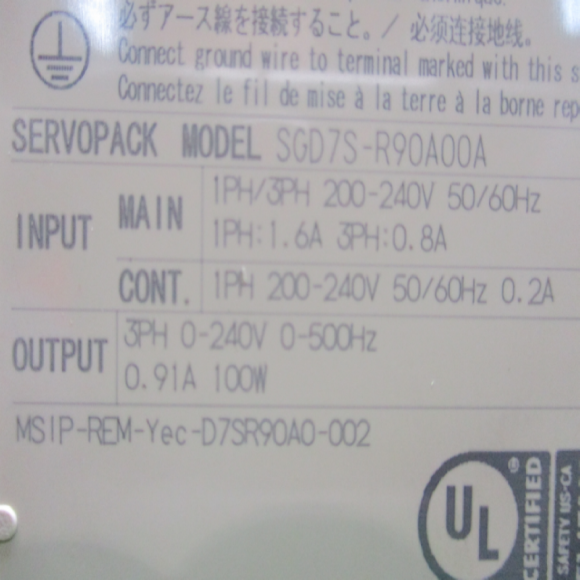 必ずアース線を接続すること。/ 必须连接地线。
Connect ground wire to terminal marked with this
Connectez le fil de mise à la terre à la borne
SERVOPACK MODEL SGD7S-R90A00A
INPUT MAIN 1PH/3PH 200-240V 50/60Hz
1PH:1.6A 3PH:0.8A
CONT. 1PH 200-240V 50/60Hz 0.2A
OUTPUT 3PH 0-240V 0-500Hz
0.91A 100W
MSIP-REM-Yec-D7SR90A0-002
UL ®
CERTIFIED
SAFETY US-CA